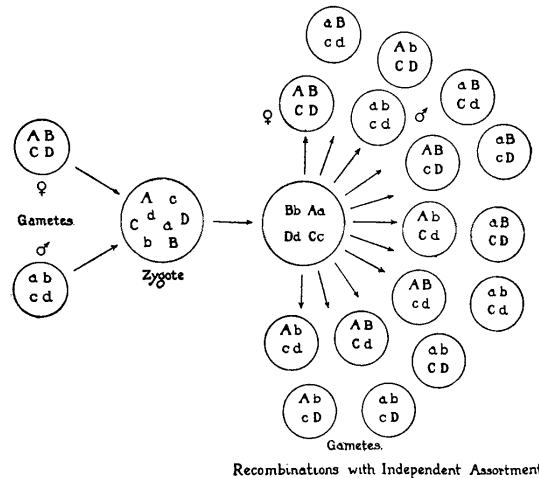 A B
C D
♀
Gametes.
♂
a b
c d
A c
d
C a D
b B
Zygote
Bb Aa
Dd Cc
a B
c d
A b
C D
♀
A B
C D
a b
c d
♂
a B
C d
A B
c D
a B
c D
A b
C d
a B
C D
A B
c d
a b
C d
A b
c d
A B
C d
a b
C D
A b
c D
a b
c D
Gametes.
Recombinations with Independent Assortment